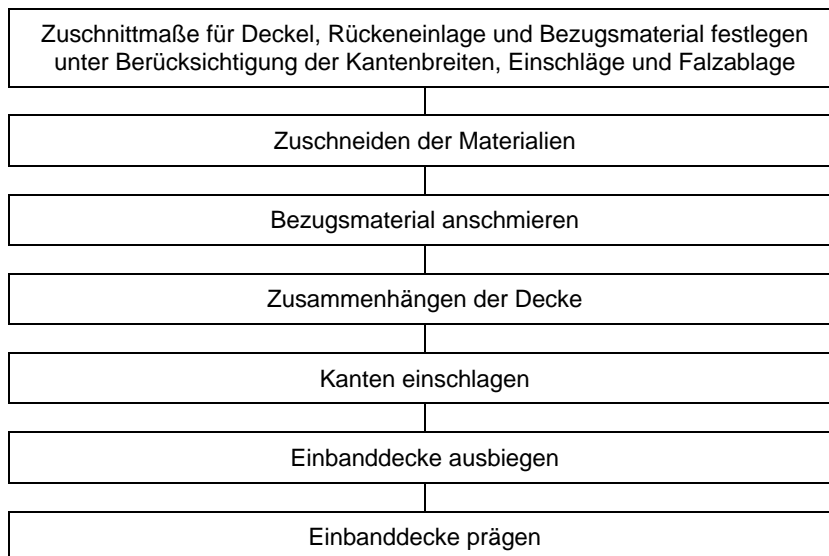 Zuschnittmaße für Deckel, Rückeneinlage und Bezugsmaterial festlegen
unter Berücksichtigung der Kantenbreiten, Einschläge und Falzablage
Zuschneiden der Materialien
Bezugsmaterial anschmieren
Zusammenhängen der Decke
Kanten einschlagen
Einbanddecke ausbiegen
Einbanddecke prägen